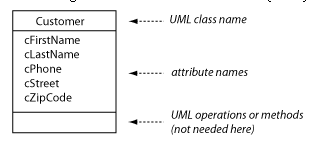 Customer
UML class name
cFirstName
cLastName
cPhone
attribute names
cStreet
cZipCode
UML operations or methods
(not needed here)